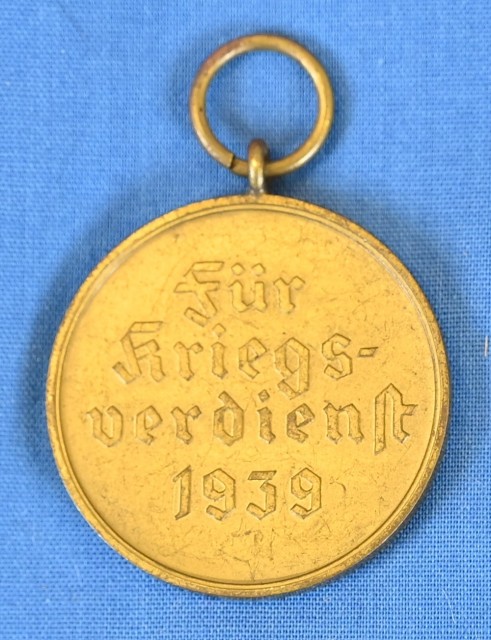 Für
Kriegs-
verdienst
1939